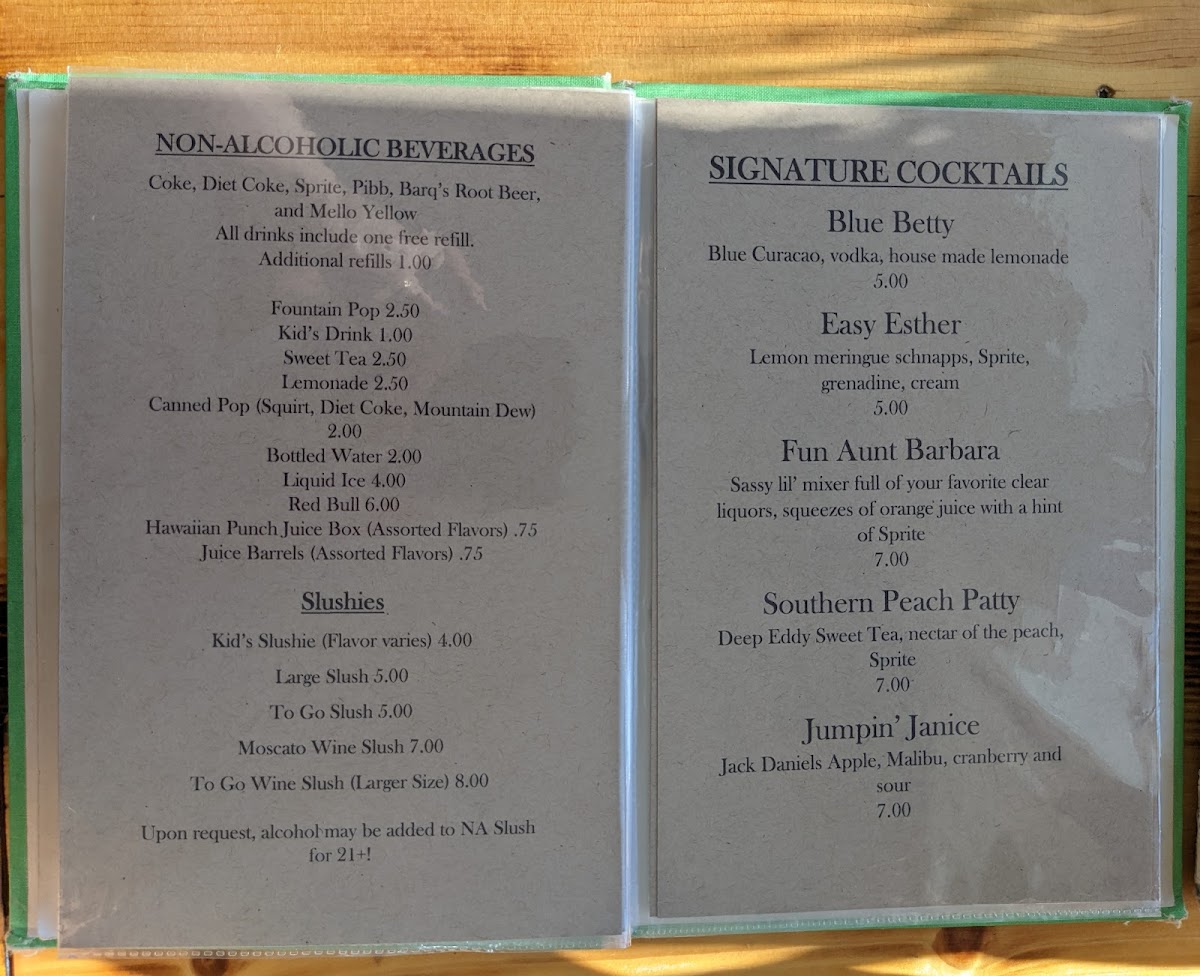 NON-ALCOHOLIC BEVERAGES
Coke, Diet Coke, Sprite, Pibb, Barq's Root Beer,
and Mello Yellow
All drinks include one free refill.
Additional refills 1.00
Fountain Pop 2.50
Kid's Drink 1.00
Sweet Tea 2.50
Lemonade 2.50
Canned Pop (Squirt, Diet Coke, Mountain Dew)
2.00
Bottled Water 2.00
Liquid Ice 4.00
Red Bull 6.00
Hawaiian Punch Juice Box (Assorted Flavors) .75
Juice Barrels (Assorted Flavors) .75
Slushies
Kid's Slushie (Flavor varies) 4.00
Large Slush 5.00
To Go Slush 5.00
Moscato Wine Slush 7.00
To Go Wine Slush (Larger Size) 8.00
Upon request, alcohol may be added to NA Slush
for 21+!
SIGNATURE COCKTAILS
Blue Betty
Blue Curacao, vodka, house made lemonade
5.00
Easy Esther
Lemon meringue schnapps, Sprite,
grenadine, cream
5.00
Fun Aunt Barbara
Sassy lil' mixer full of your favorite clear
liquors, squeezes of orange juice with a hint
of Sprite
7.00
Southern Peach Patty
Deep Eddy Sweet Tea, nectar of the peach,
Sprite
7.00
Jumpin' Janice
Jack Daniels Apple, Malibu, cranberry and
sour
7.00